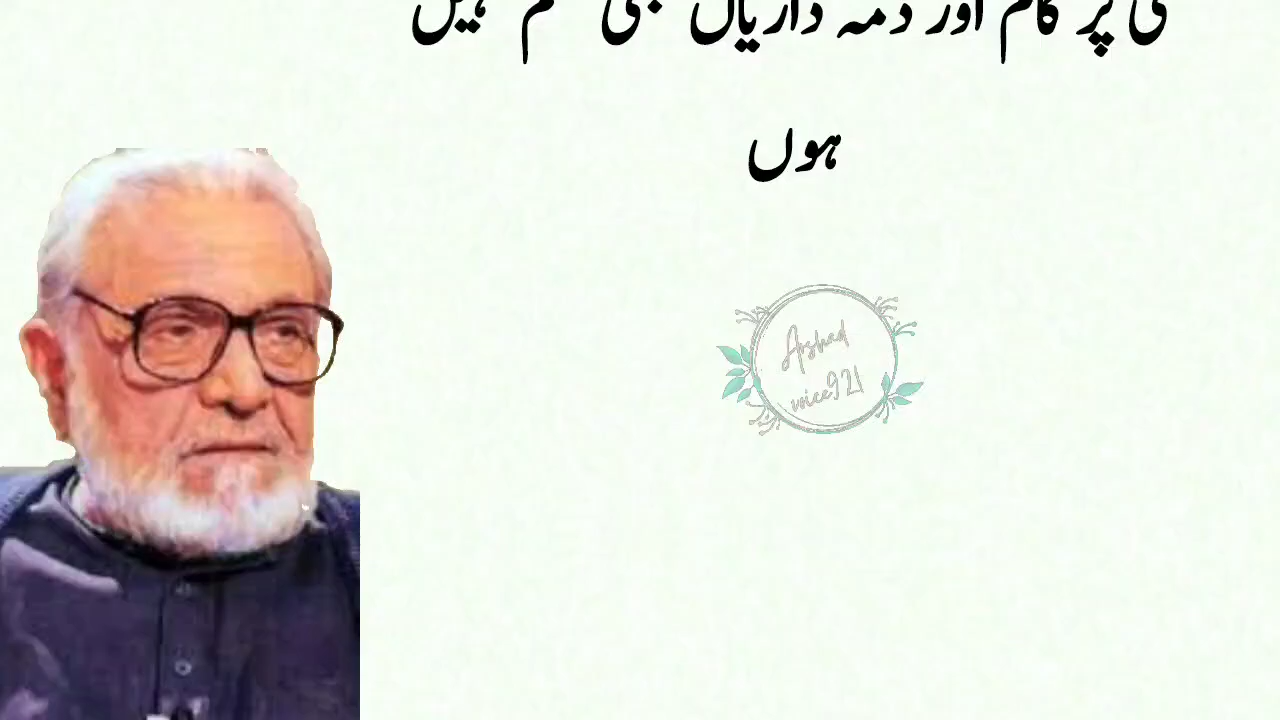 پر کام اور ذمہ داریاں بھی کم نہیں
ہوں
Arshad
voice921